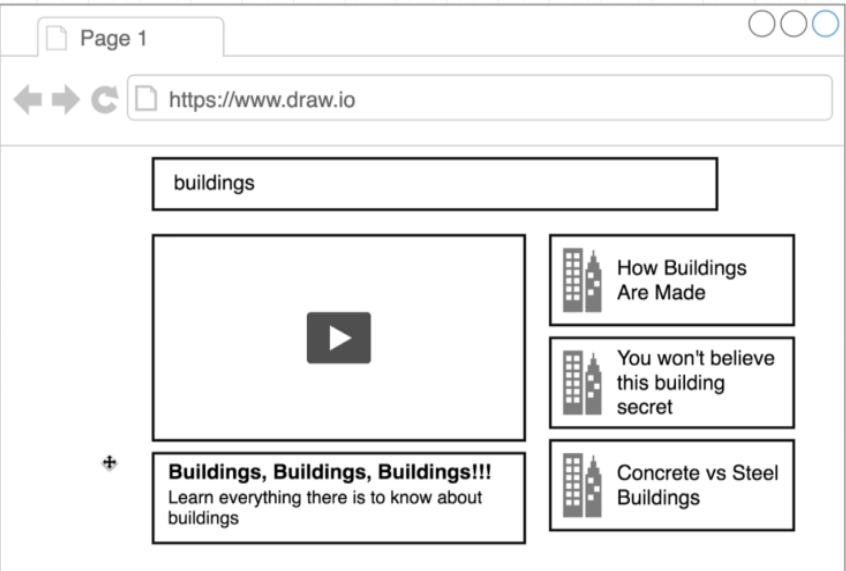 Page 1
https://www.draw.io
buildings
Buildings, Buildings, Buildings!!!
Learn everything there is to know about
buildings
How Buildings
Are Made
You won't believe
this building
secret
Concrete vs Steel
Buildings